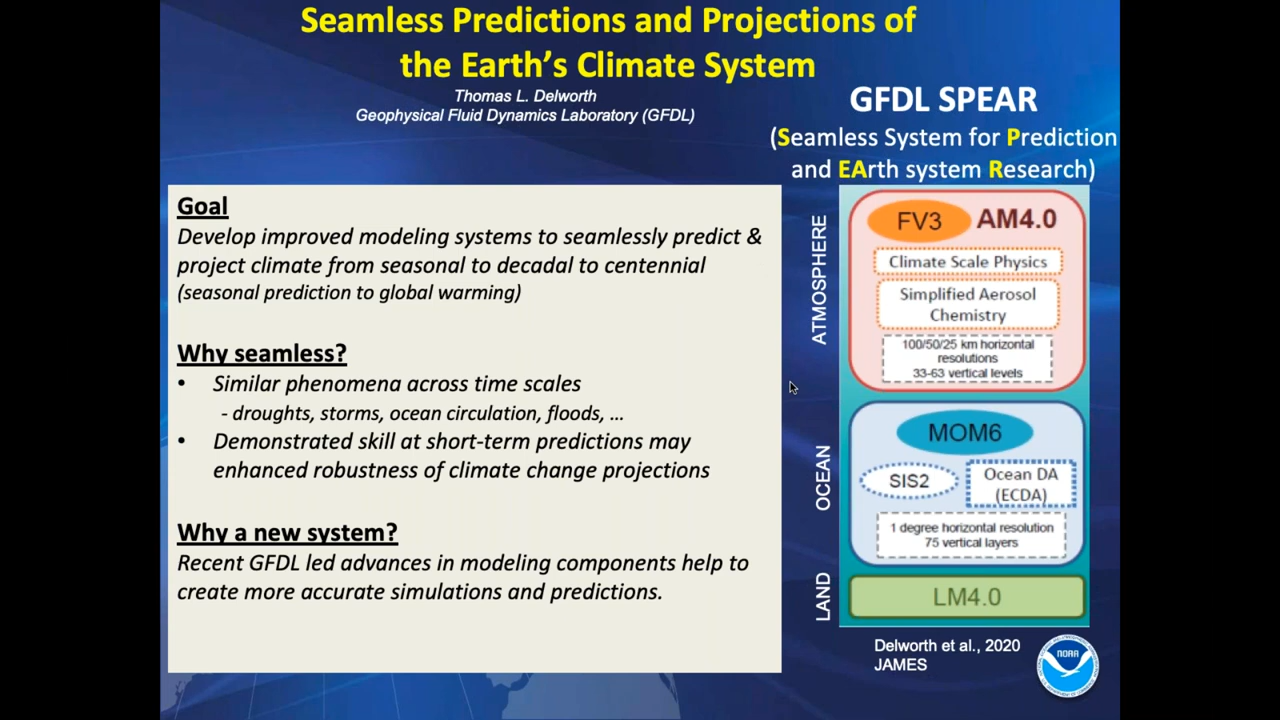 Seamless Predictions and Projections of
the Earth's Climate System
Thomas L. Delworth
Geophysical Fluid Dynamics Laboratory (GFDL)
Goal
Develop improved modeling systems to seamlessly predict &
project climate from seasonal to decadal to centennial
(seasonal prediction to global warming)
Why seamless?
• Similar phenomena across time scales
- droughts, storms, ocean circulation, floods, ...
• Demonstrated skill at short-term predictions may
enhanced robustness of climate change projections
Why a new system?
Recent GFDL led advances in modeling components help to
create more accurate simulations and predictions.
GFDL SPEAR
(Seamless System for Prediction
and EArth system Research)
ATMOSPHERE
FV3 AM4.0
Climate Scale Physics
Simplified Aerosol
Chemistry
100/50/25 km horizontal
resolutions
33-63 vertical levels
OCEAN
MOM6
SIS2
Ocean DA
(ECDA)
1 degree horizontal resolution
75 vertical layers
LAND
LM4.0
Delworth et al., 2020
JAMES
NOAA